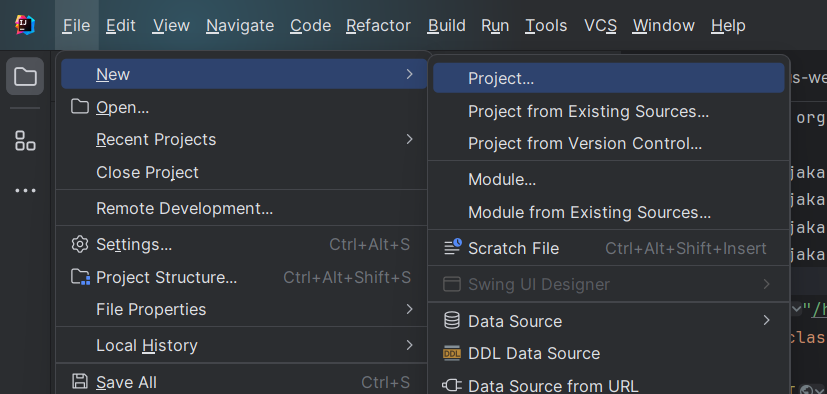 File Edit View Navigate Code Refactor Build Run Tools VCS Window Help
New
Open...
Recent Projects
Close Project
Remote Development...
Settings... Ctrl+Alt+S
Project Structure... Ctrl+Alt+Shift+S
File Properties
Local History
Save All Ctrl+S
Project...
Project from Existing Sources...
Project from Version Control...
Module...
Module from Existing Sources...
Scratch File Ctrl+Alt+Shift+Insert
Swing UI Designer
Data Source
DDL Data Source
Data Source from URL
s-we
org
jaka
jaka
jaka
jaka
"/h
clas